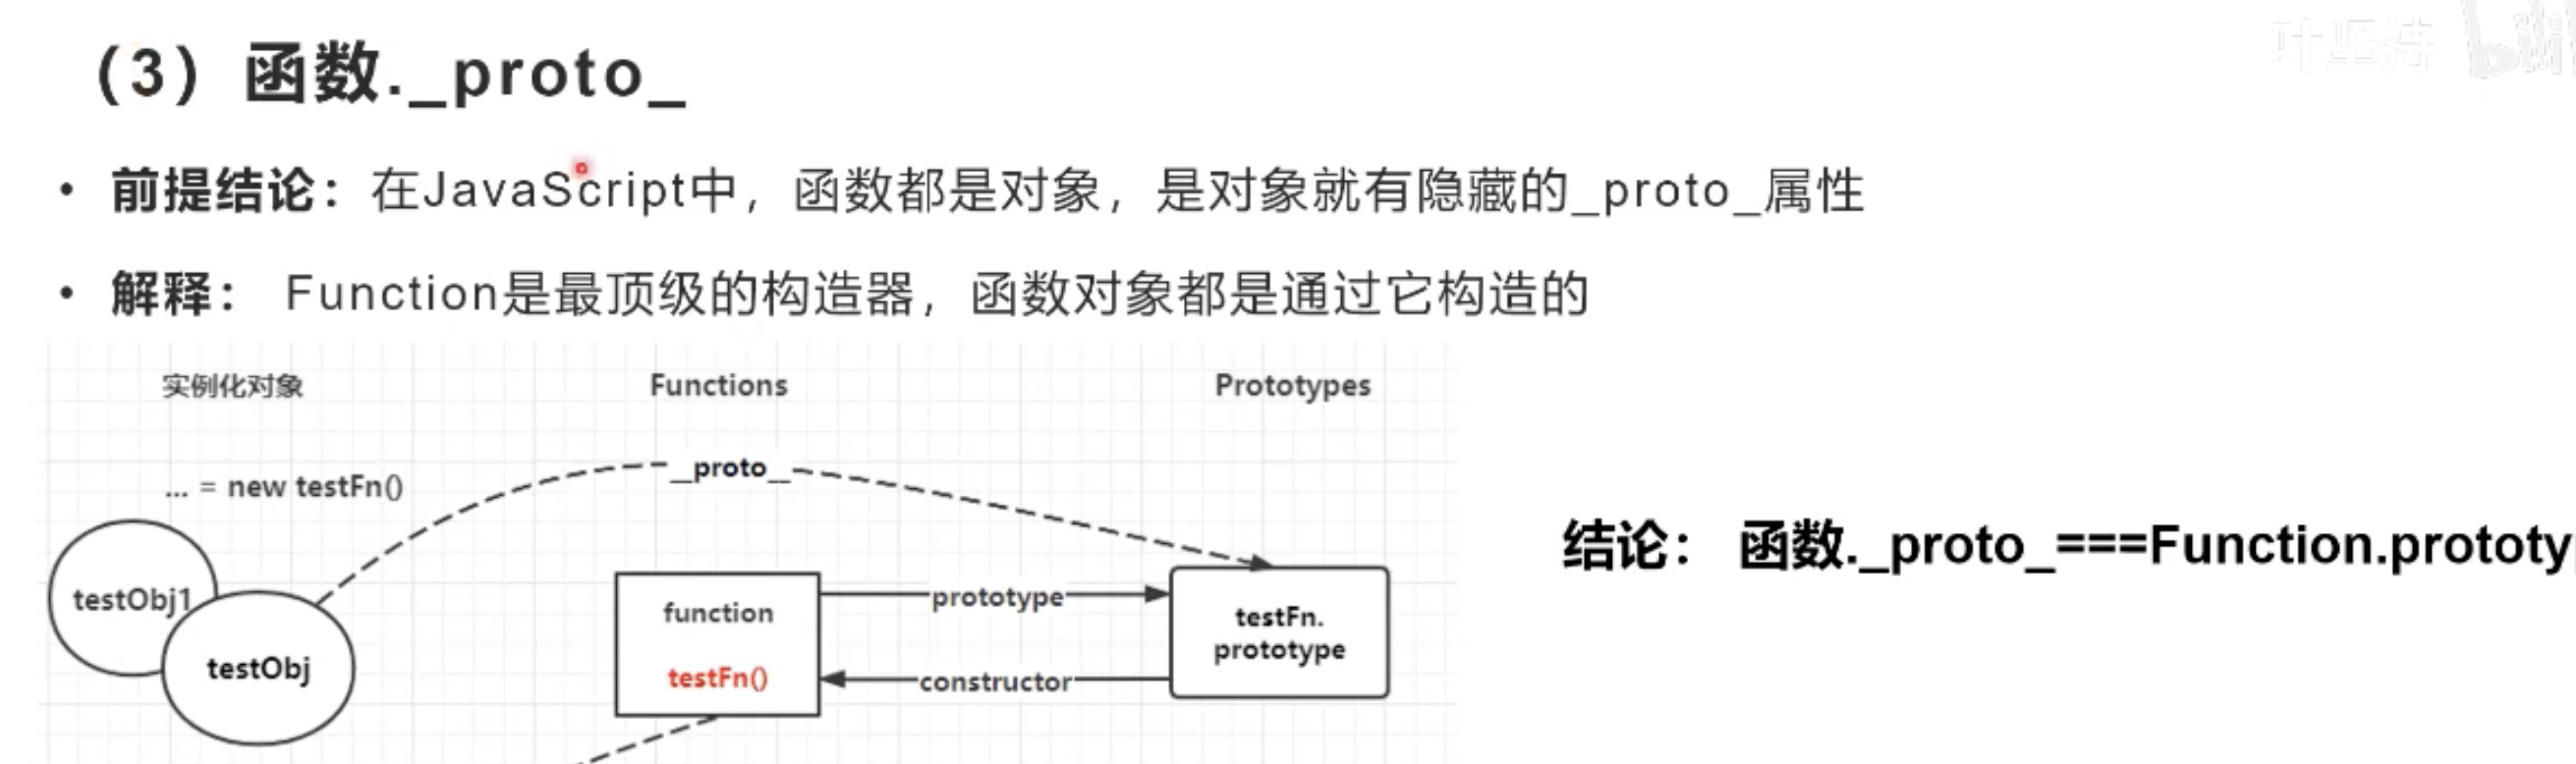 叶坚持
（3）函数._proto_
• 前提结论：在JavaScript中，函数都是对象，是对象就有隐藏的_proto_属性
• 解释： Function是最顶级的构造器，函数对象都是通过它构造的
实例化对象
Functions
Prototypes
__proto__
... = new testFn()
结论： 函数._proto_===Function.prototy
testObj1
function
prototype
testFn.
prototype
testObj
testFn()
constructor